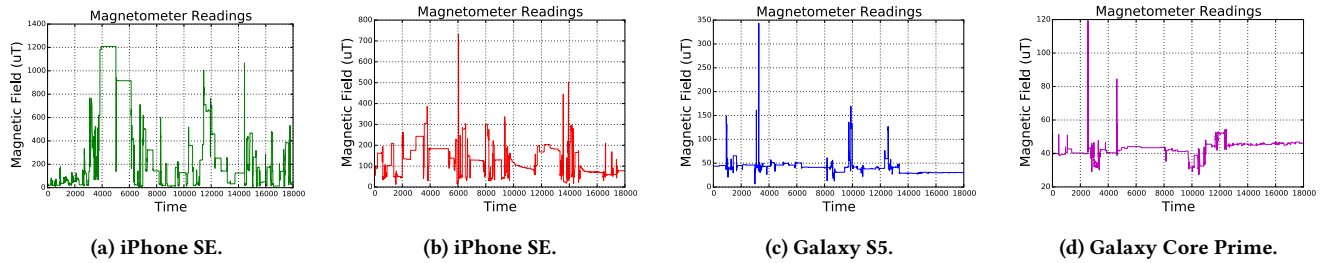 Magnetometer Readings
Magnetic Field (uT)
1400
1200
1000
800
600
400
200
0
0 2000 4000 6000 8000 10000 12000 14000 16000 18000
Time
(a) iPhone SE.
Magnetometer Readings
Magnetic Field (uT)
800
700
600
500
400
300
200
100
0
0 2000 4000 6000 8000 10000 12000 14000 16000 18000
Time
(b) iPhone SE.
Magnetometer Readings
Magnetic Field (uT)
350
300
250
200
150
100
50
0
0 2000 4000 6000 8000 10000 12000 14000 16000 18000
Time
(c) Galaxy S5.
Magnetometer Readings
Magnetic Field (uT)
120
100
80
60
40
20
0 2000 4000 6000 8000 10000 12000 14000 16000 18000
Time
(d) Galaxy Core Prime.